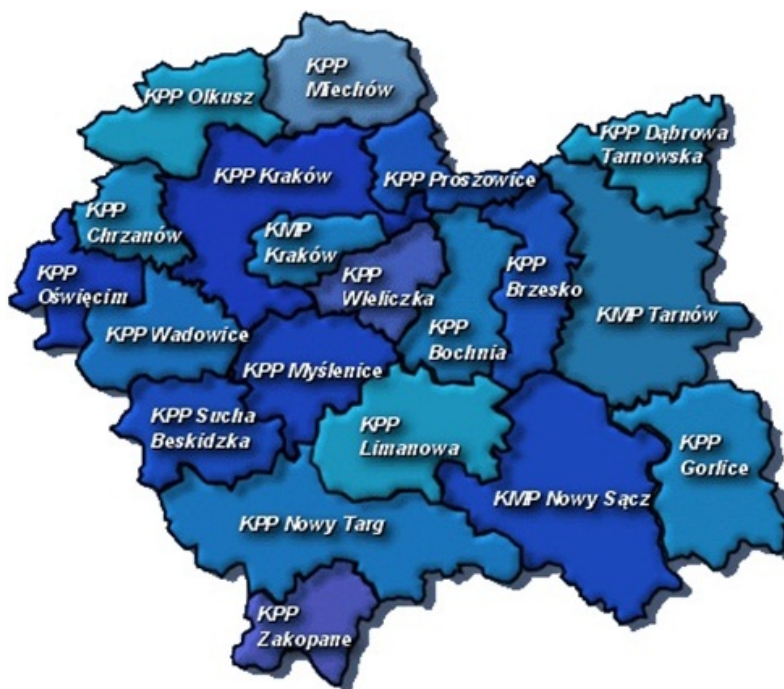 KPP
Miechów
KPP Olkusz
KPP Dąbrowa
Tarnowska
KPP Kraków
KPP Proszowice
KPP
Chrzanów
KMP
Kraków
KPP
Oświęcim
KPP
Wieliczka
KPP
Brzesko
KMP Tarnów
KPP Wadowice
KPP
Bochnia
KPP Myślenice
KPP Sucha
Beskidzka
KPP
Limanowa
KPP
Gorlice
KMP Nowy Sącz
KPP Nowy Targ
KPP
Zakopane